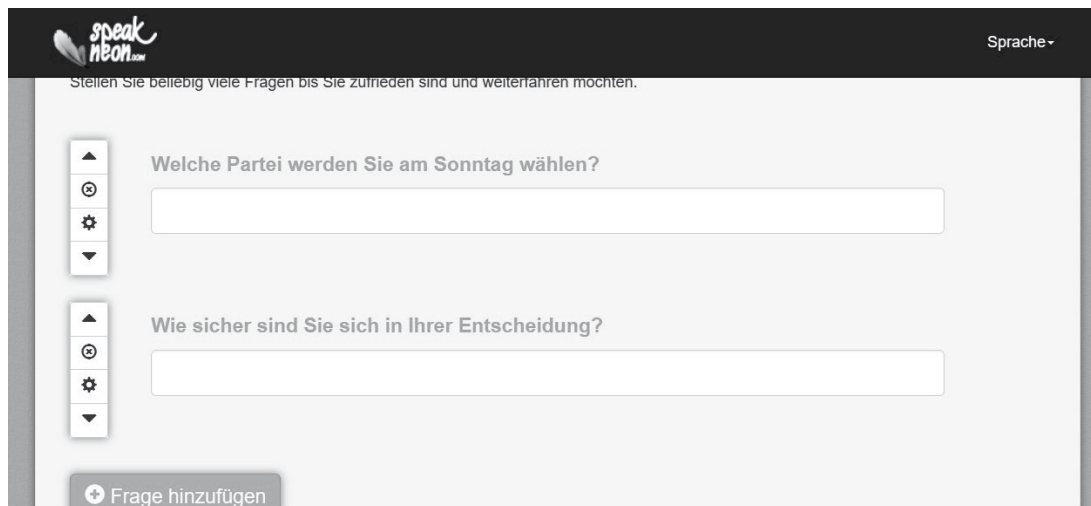 speak
neon.com
Sprache
Stellen Sie beliebig viele Fragen bis Sie zufrieden sind und weiterfahren möchten.
Welche Partei werden Sie am Sonntag wählen?
Wie sicher sind Sie sich in Ihrer Entscheidung?
Frage hinzufügen